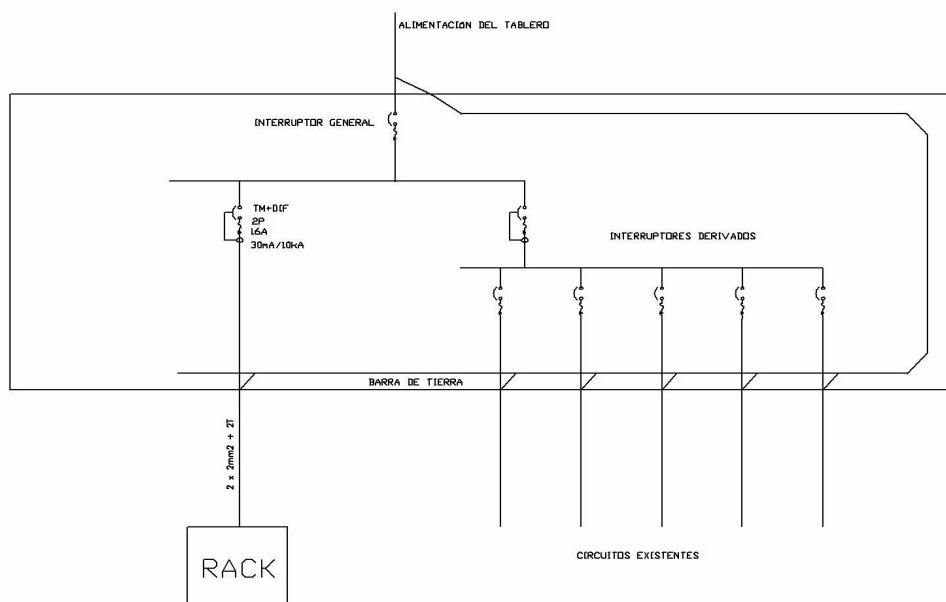 ALIMENTACIÓN DEL TABLERO
INTERRUPTOR GENERAL
TM+DIF
2P
16A
30mA/10kA
INTERRUPTORES DERIVADOS
BARRA DE TIERRA
2 x 2mm2 + 2T
RACK
CIRCUITOS EXISTENTES